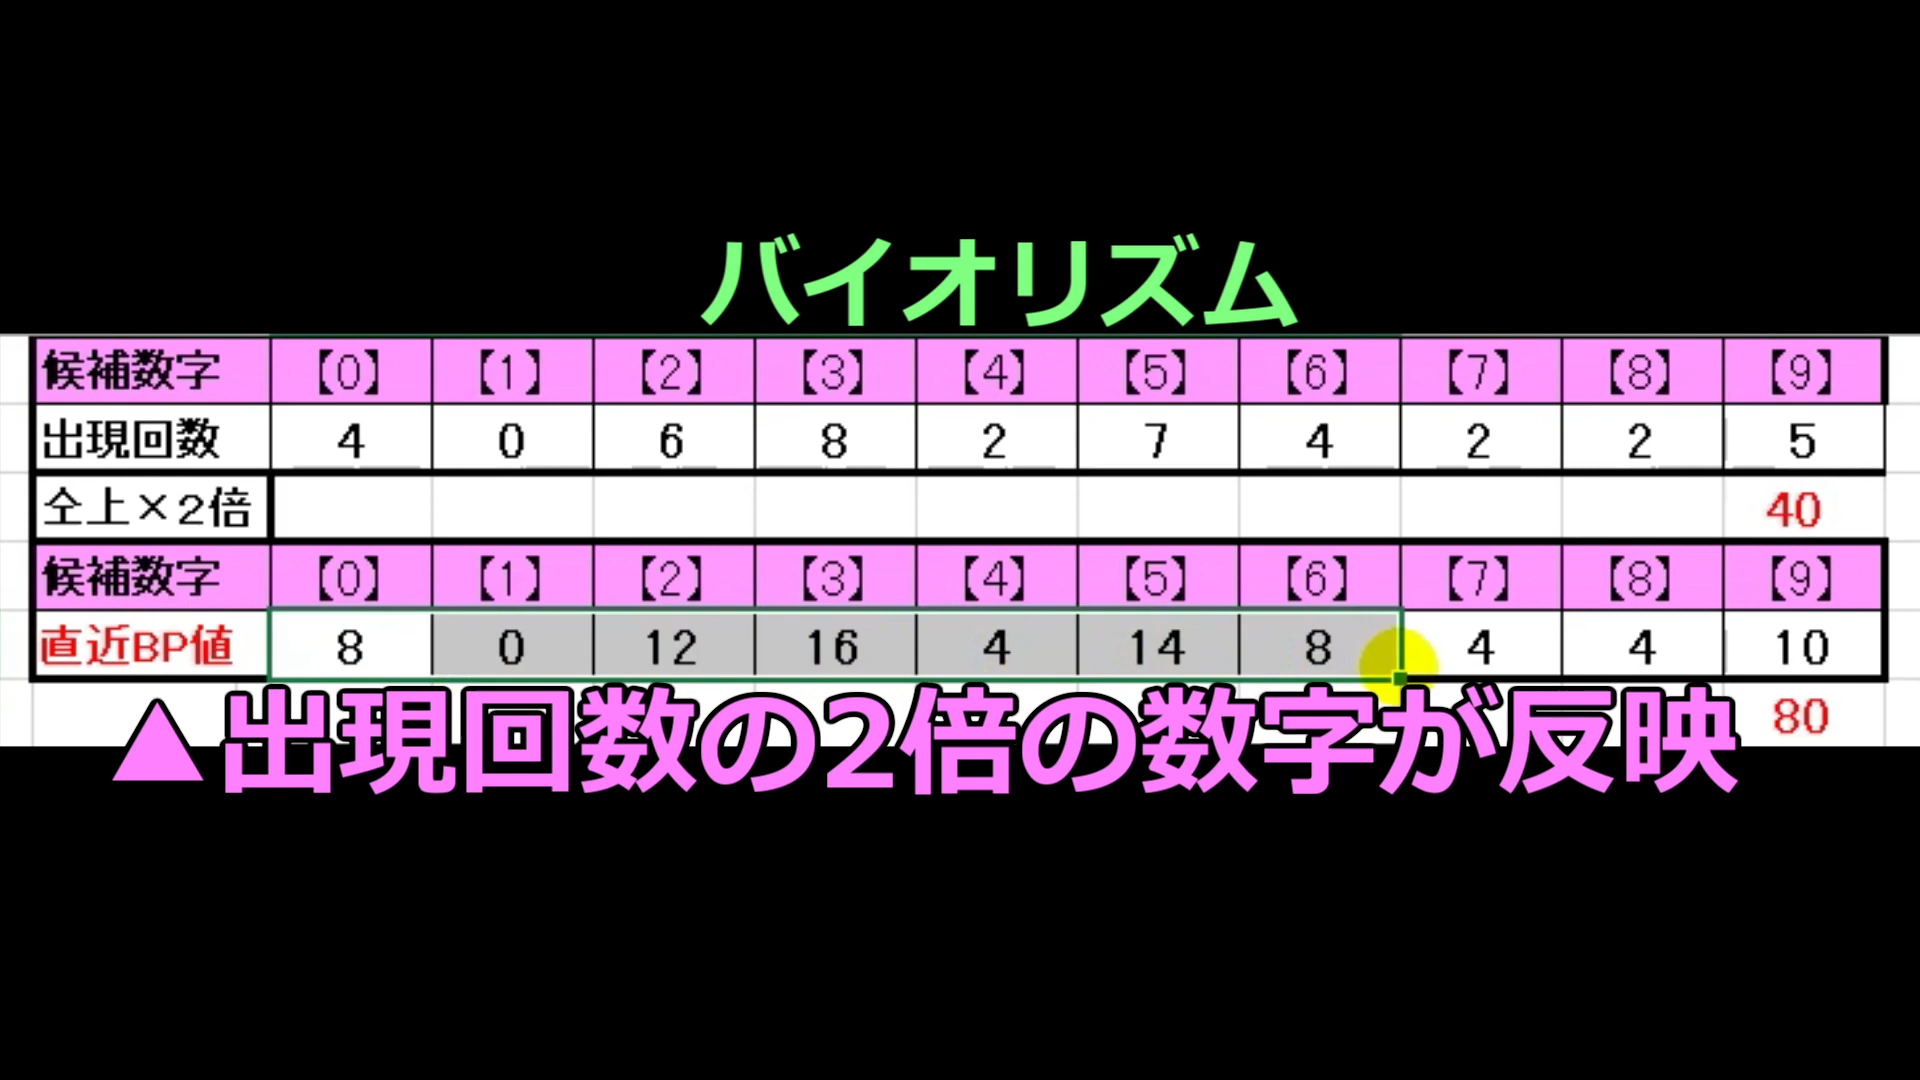 バイオリズム
候補数字 【0】 【1】 【2】 【3】 【4】 【5】 【6】 【7】 【8】 【9】
出現回数 4 0 6 8 2 7 4 2 2 5
仝上×2倍 40
候補数字 【0】 【1】 【2】 【3】 【4】 【5】 【6】 【7】 【8】 【9】
直近BP値 8 0 12 16 4 14 8 4 4 10
80
▲出現回数の2倍の数字が反映